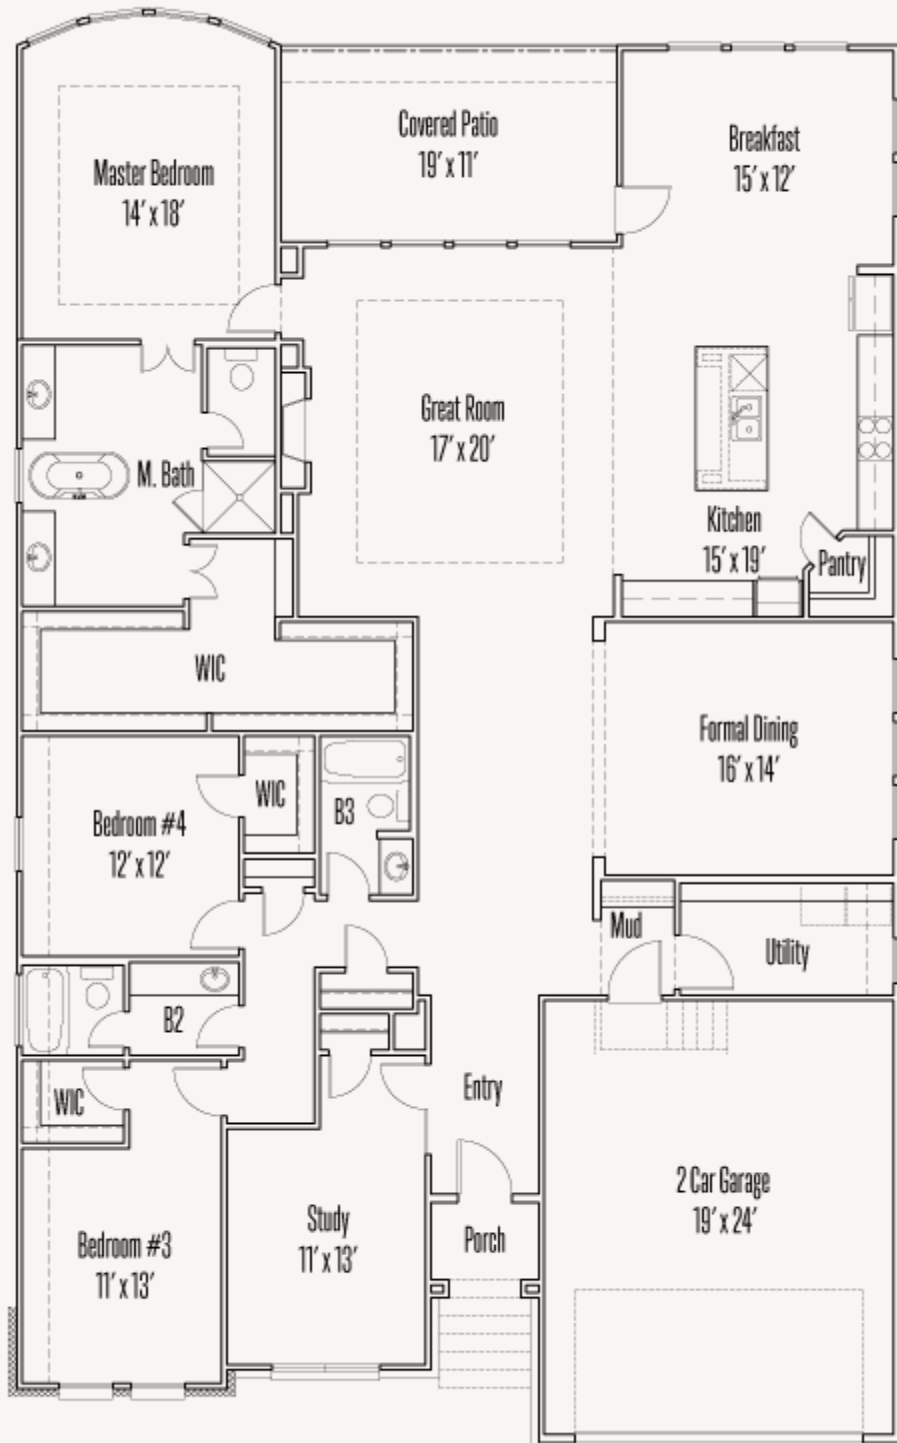 Covered Patio
19' x 11'
Breakfast
15' x 12'
Master Bedroom
14' x 18'
Great Room
17' x 20'
M. Bath
Kitchen
15' x 19'
Pantry
WIC
Formal Dining
16' x 14'
WIC
B3
Bedroom #4
12' x 12'
Mud
Utility
B2
WIC
Entry
2 Car Garage
19' x 24'
Study
11' x 13'
Porch
Bedroom #3
11' x 13'